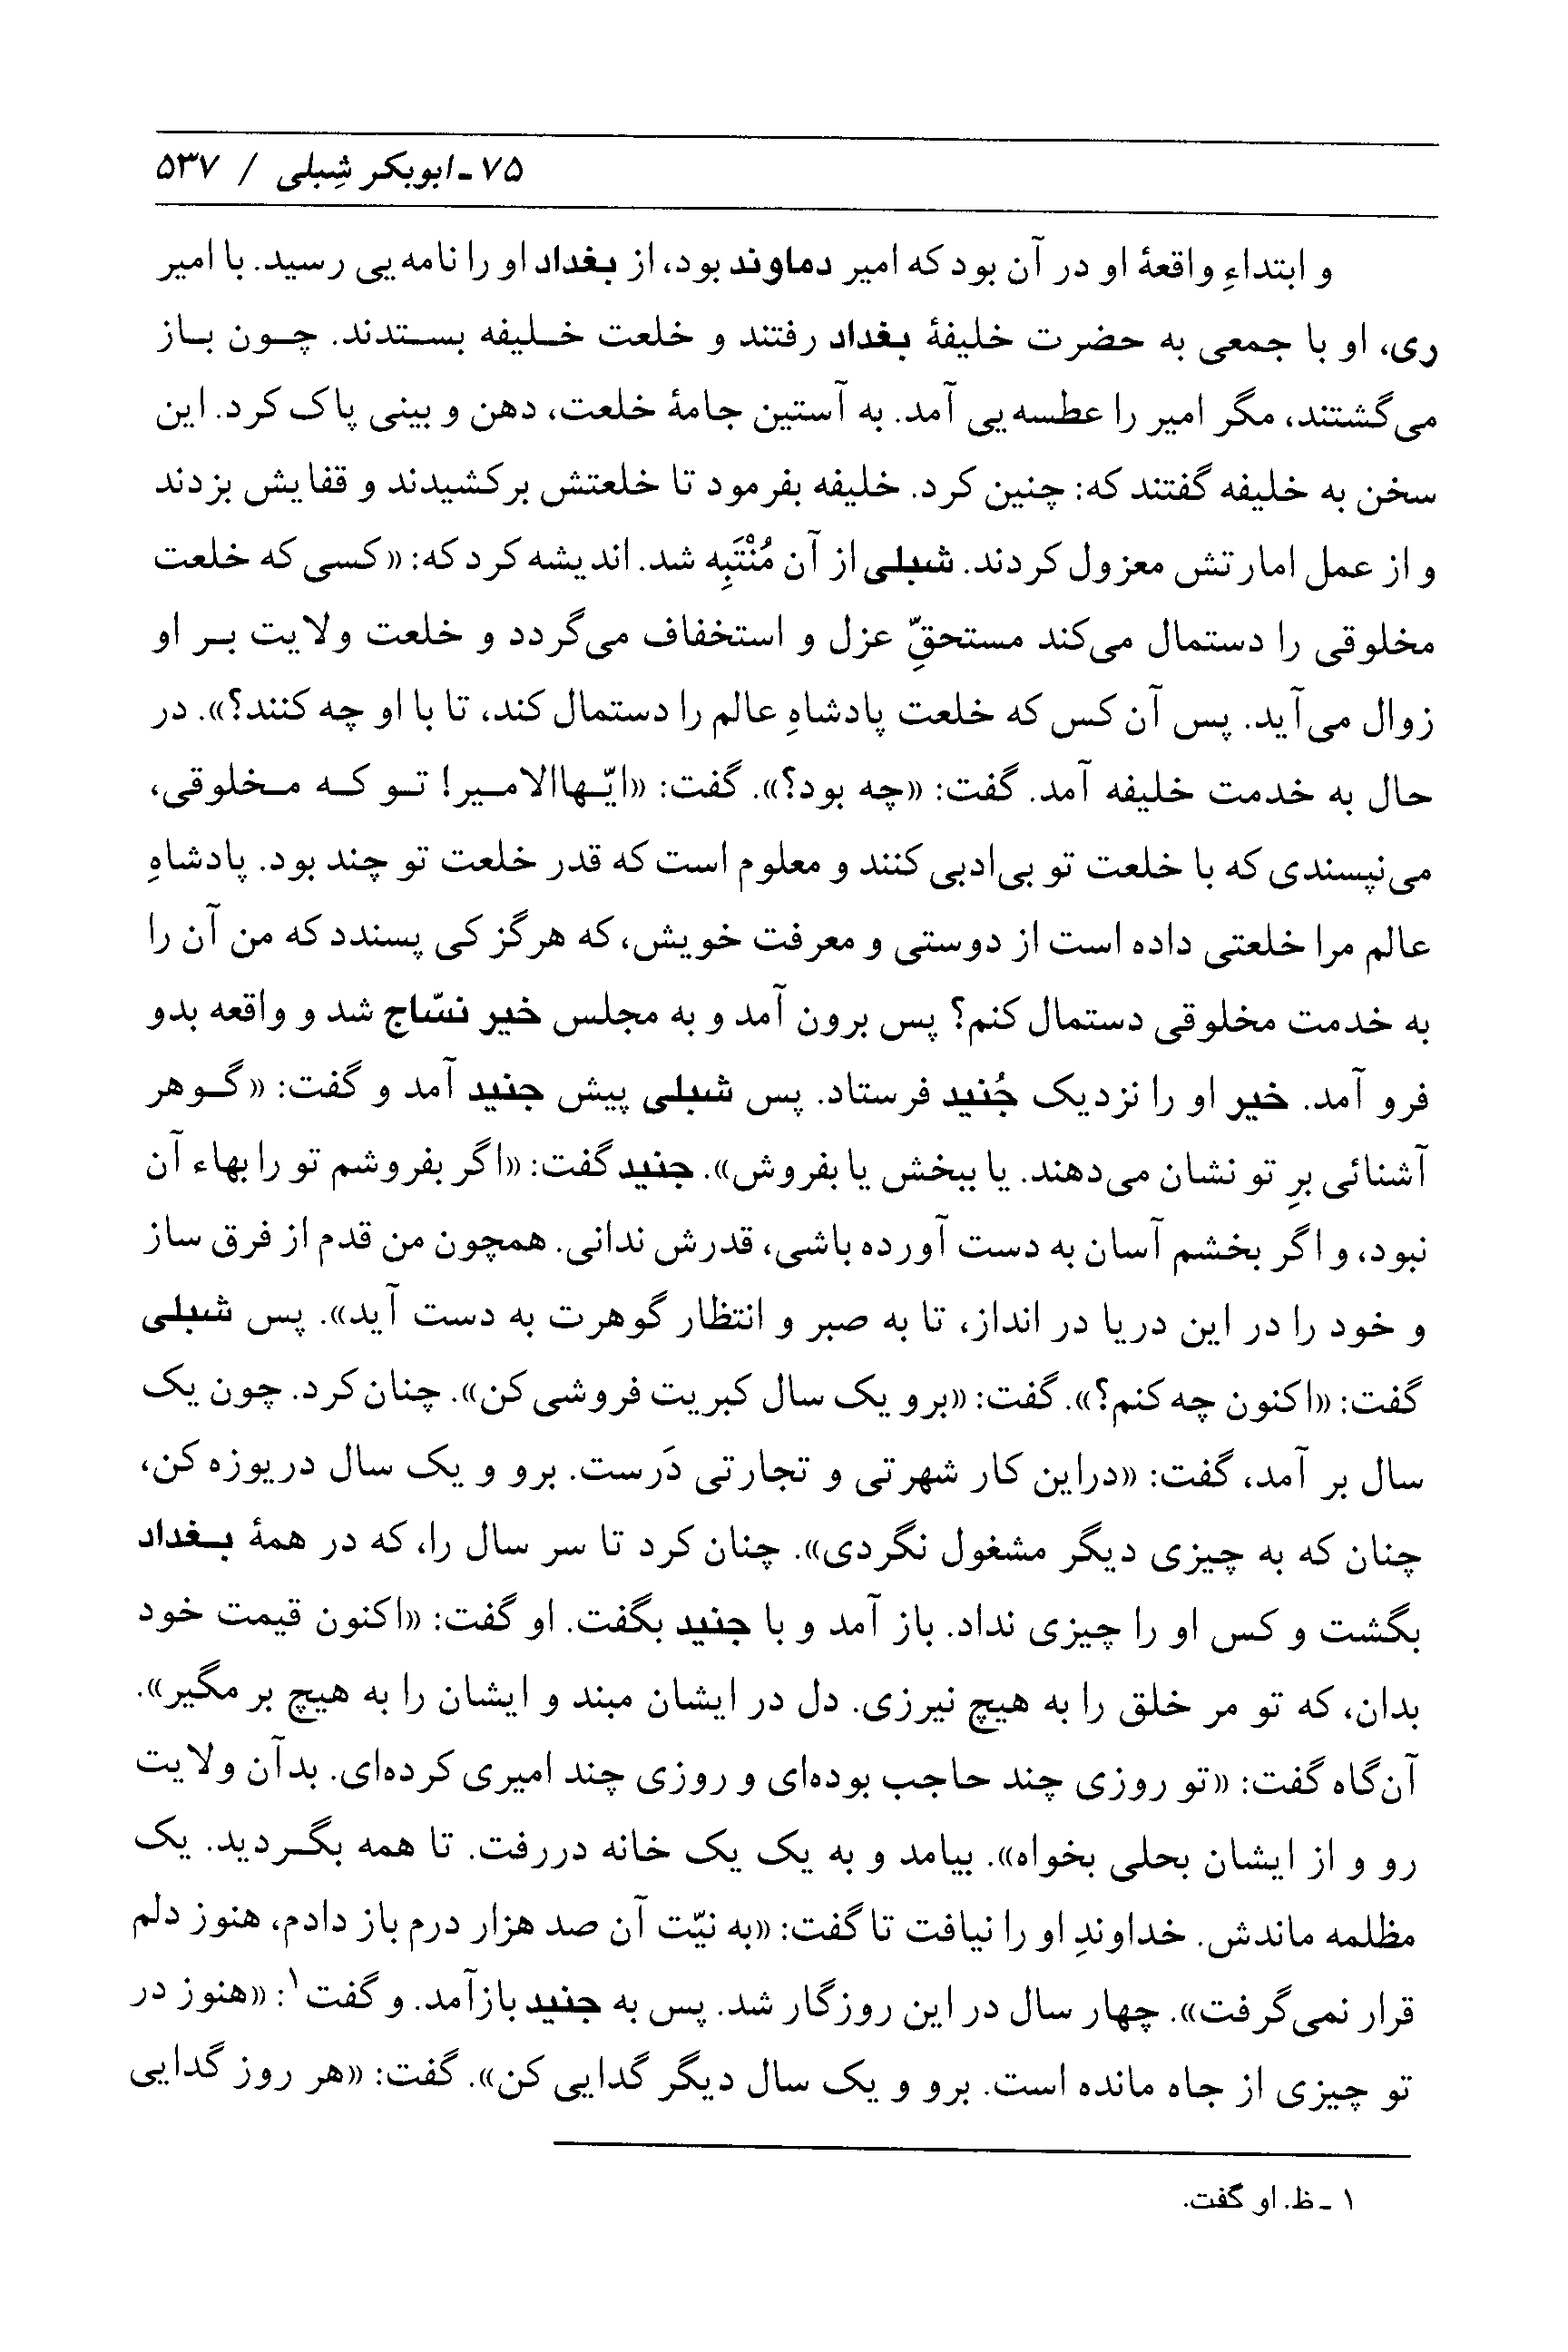 ۷۵ـ ابوبکر شِبلی / ۵۳۷
و ابتداءِ واقعهٔ او در آن بود که امیر دماوند بود، از بغداد او را نامه‌یی رسید. با امیر
ری، او با جمعی به حضرت خلیفهٔ بغداد رفتند و خلعت خلیفه بستدند. چون باز
می‌گشتند، مگر امیر را عطسه‌یی آمد. به آستین جامهٔ خلعت، دهن و بینی پاک کرد. این
سخن به خلیفه گفتند که: چنین کرد. خلیفه بفرمود تا خلعتش برکشیدند و قفایش بزدند
و از عمل امارتش معزول کردند. شبلی از آن مُنْتَبِه شد. اندیشه کرد که: «کسی که خلعت
مخلوقی را دستمال می‌کند مستحقِّ عزل و استخفاف می‌گردد و خلعت ولایت بر او
زوال می‌آید. پس آن کس که خلعت پادشاهِ عالم را دستمال کند، تا با او چه کنند؟». در
حال به خدمت خلیفه آمد. گفت: «چه بود؟». گفت: «ایّهاالامیر! تو که مخلوقی،
می‌نپسندی که با خلعت تو بی‌ادبی کنند و معلوم است که قدر خلعت تو چند بود. پادشاهِ
عالم مرا خلعتی داده است از دوستی و معرفت خویش، که هرگز کی پسندد که من آن را
به خدمت مخلوقی دستمال کنم؟ پس برون آمد و به مجلس خیر نسّاج شد و واقعه بدو
فرو آمد. خیر او را نزدیک جُنید فرستاد. پس شبلی پیش جنید آمد و گفت: «گوهر
آشنائی برِ تو نشان می‌دهند. یا ببخش یا بفروش». جنید گفت: «اگر بفروشم تو را بهاء آن
نبود، و اگر بخشم آسان به دست آورده باشی، قدرش ندانی. همچون من قدم از فرق ساز
و خود را در این دریا در انداز، تا به صبر و انتظار گوهرت به دست آید». پس شبلی
گفت: «اکنون چه کنم؟». گفت: «برو یک سال کبریت فروشی کن». چنان کرد. چون یک
سال بر آمد، گفت: «دراین کار شهرتی و تجارتی دَرست. برو و یک سال دریوزه کن،
چنان که به چیزی دیگر مشغول نگردی». چنان کرد تا سر سال را، که در همهٔ بغداد
بگشت و کس او را چیزی نداد. باز آمد و با جنید بگفت. او گفت: «اکنون قیمت خود
بدان، که تو مر خلق را به هیچ نیرزی. دل در ایشان مبند و ایشان را به هیچ بر مگیر».
آن‌گاه گفت: «تو روزی چند حاجب بوده‌ای و روزی چند امیری کرده‌ای. بدآن ولایت
رو و از ایشان بحلی بخواه». بیامد و به یک یک خانه دررفت. تا همه بگردید. یک
مظلمه ماندش. خداوندِ او را نیافت تا گفت: «به نیّت آن صد هزار درم باز دادم، هنوز دلم
قرار نمی‌گرفت». چهار سال در این روزگار شد. پس به جنید بازآمد. و گفت۱: «هنوز در
تو چیزی از جاه مانده است. برو و یک سال دیگر گدایی کن». گفت: «هر روز گدایی
۱ ـ ظ. او گفت.